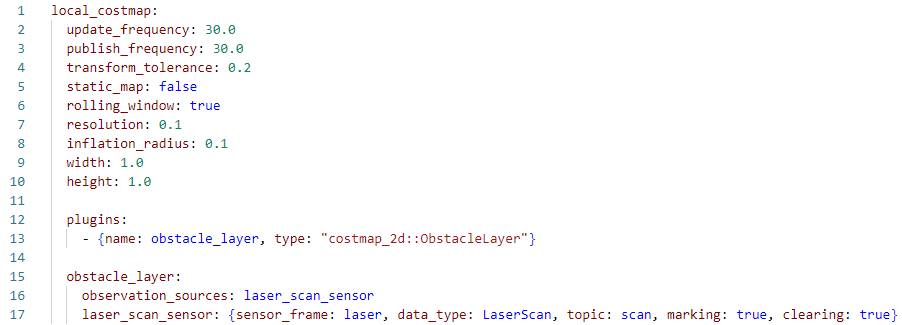 1 local_costmap:
2 update_frequency: 30.0
3 publish_frequency: 30.0
4 transform_tolerance: 0.2
5 static_map: false
6 rolling_window: true
7 resolution: 0.1
8 inflation_radius: 0.1
9 width: 1.0
10 height: 1.0
11
12 plugins:
13 - {name: obstacle_layer, type: "costmap_2d::ObstacleLayer"}
14
15 obstacle_layer:
16 observation_sources: laser_scan_sensor
17 laser_scan_sensor: {sensor_frame: laser, data_type: LaserScan, topic: scan, marking: true, clearing: true}